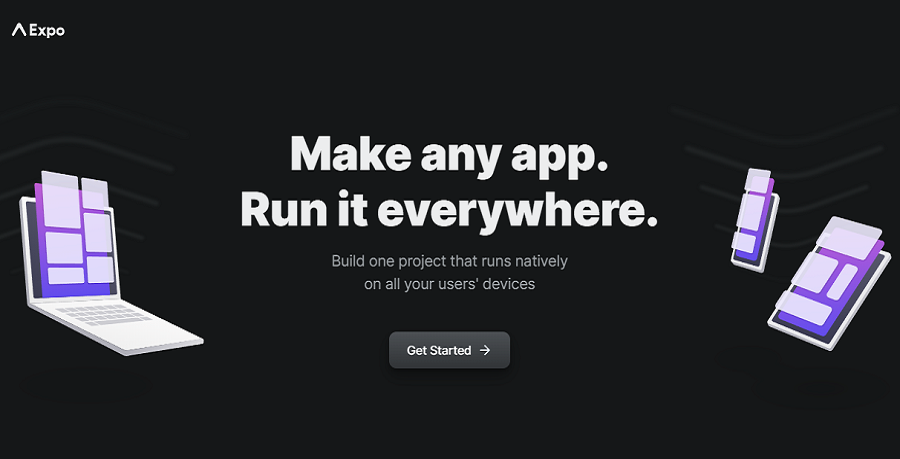 Expo
Make any app.
Run it everywhere.
Build one project that runs natively
on all your users' devices
Get Started →